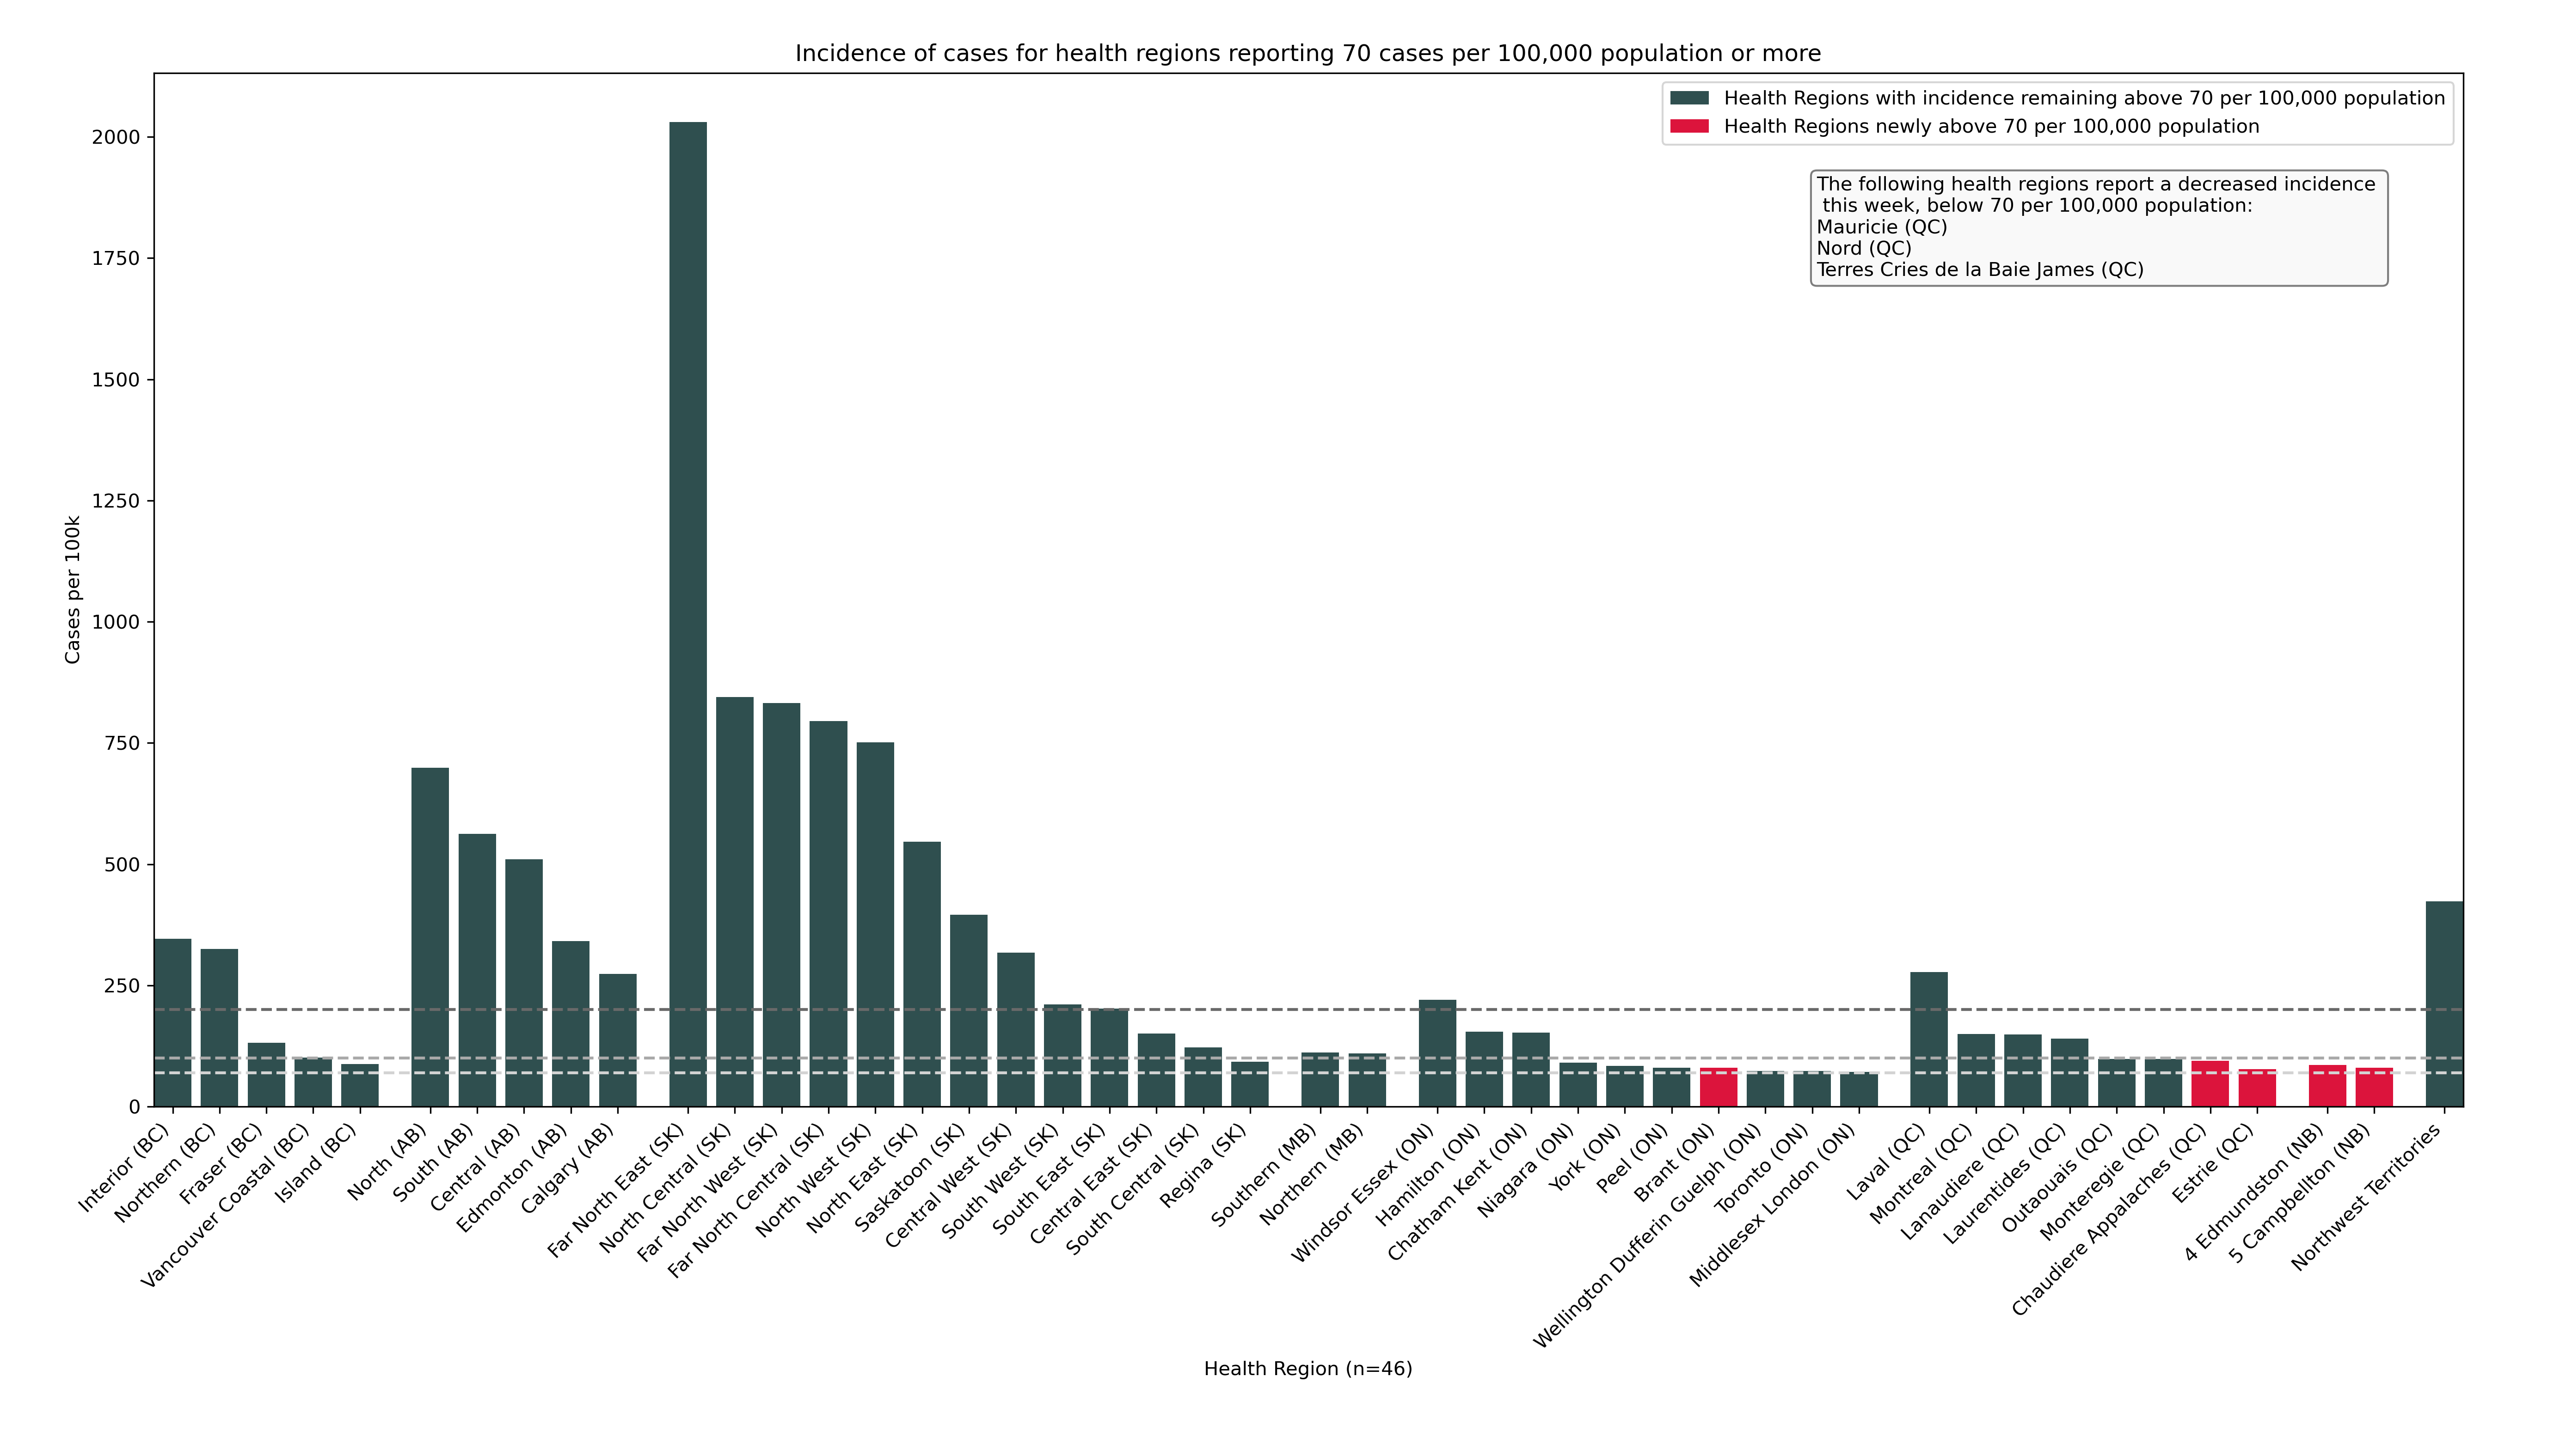 Incidence of cases for health regions reporting 70 cases per 100,000 population or more
Health Regions with incidence remaining above 70 per 100,000 population
Health Regions newly above 70 per 100,000 population
The following health regions report a decreased incidence
this week, below 70 per 100,000 population:
Mauricie (QC)
Nord (QC)
Terres Cries de la Baie James (QC)
Cases per 100k
2000
1750
1500
1250
1000
750
500
250
0
Interior (BC)
Northern (BC)
Fraser (BC)
Vancouver Coastal (BC)
Island (BC)
North (AB)
South (AB)
Central (AB)
Edmonton (AB)
Calgary (AB)
Far North East (SK)
North Central (SK)
Far North West (SK)
Far North Central (SK)
North West (SK)
North East (SK)
Saskatoon (SK)
Central West (SK)
South West (SK)
South East (SK)
Central East (SK)
South Central (SK)
Regina (SK)
Southern (MB)
Northern (MB)
Windsor Essex (ON)
Hamilton (ON)
Chatham Kent (ON)
Niagara (ON)
York (ON)
Peel (ON)
Brant (ON)
Wellington Dufferin Guelph (ON)
Toronto (ON)
Middlesex London (ON)
Laval (QC)
Montreal (QC)
Lanaudiere (QC)
Laurentides (QC)
Outaouais (QC)
Monteregie (QC)
Chaudiere Appalaches (QC)
Estrie (QC)
4 Edmundston (NB)
5 Campbellton (NB)
Northwest Territories
Health Region (n=46)